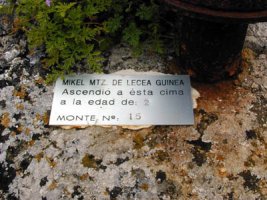 MIKEL MTZ. DE LECEA GUINEA
Ascendio a ésta cima
a la edad de: 2
MONTE Nº: 15